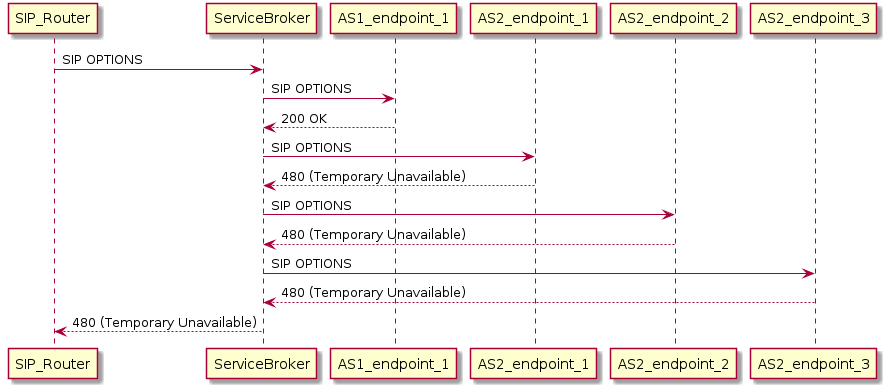 SIP_Router
ServiceBroker
AS1_endpoint_1
AS2_endpoint_1
AS2_endpoint_2
AS2_endpoint_3
SIP OPTIONS
SIP OPTIONS
200 OK
SIP OPTIONS
480 (Temporary Unavailable)
SIP OPTIONS
480 (Temporary Unavailable)
SIP OPTIONS
480 (Temporary Unavailable)
480 (Temporary Unavailable)
SIP_Router
ServiceBroker
AS1_endpoint_1
AS2_endpoint_1
AS2_endpoint_2
AS2_endpoint_3